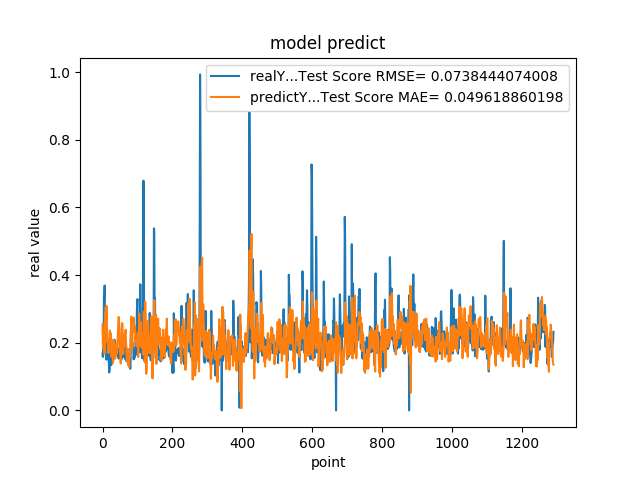 model predict
realY...Test Score RMSE= 0.0738444074008
predictY...Test Score MAE= 0.049618860198
1.0
0.8
0.6
0.4
0.2
0.0
real value
0 200 400 600 800 1000 1200
point